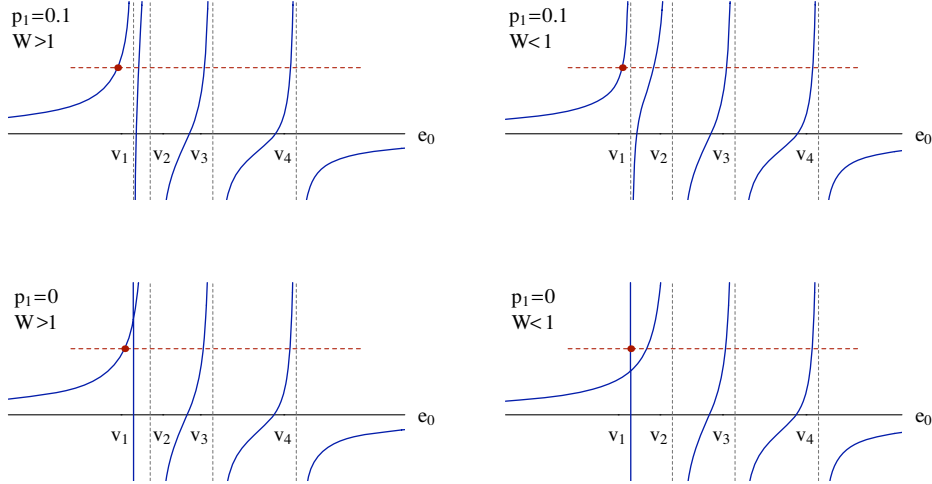 p₁=0.1
W>1
v₁ v₂ v₃ v₄
e₀
p₁=0.1
W<1
v₁ v₂ v₃ v₄
e₀
p₁=0
W>1
v₁ v₂ v₃ v₄
e₀
p₁=0
W<1
v₁ v₂ v₃ v₄
e₀